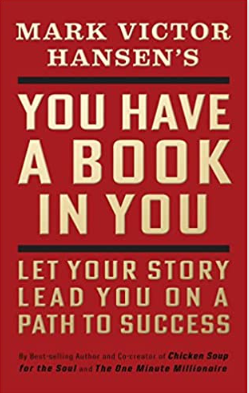 MARK VICTOR
HANSEN'S
YOU HAVE
A BOOK
IN YOU
LET YOUR STORY
LEAD YOU ON A
PATH TO SUCCESS
By Best-selling Author and Co-creator of Chicken Soup
for the Soul and The One Minute Millionaire